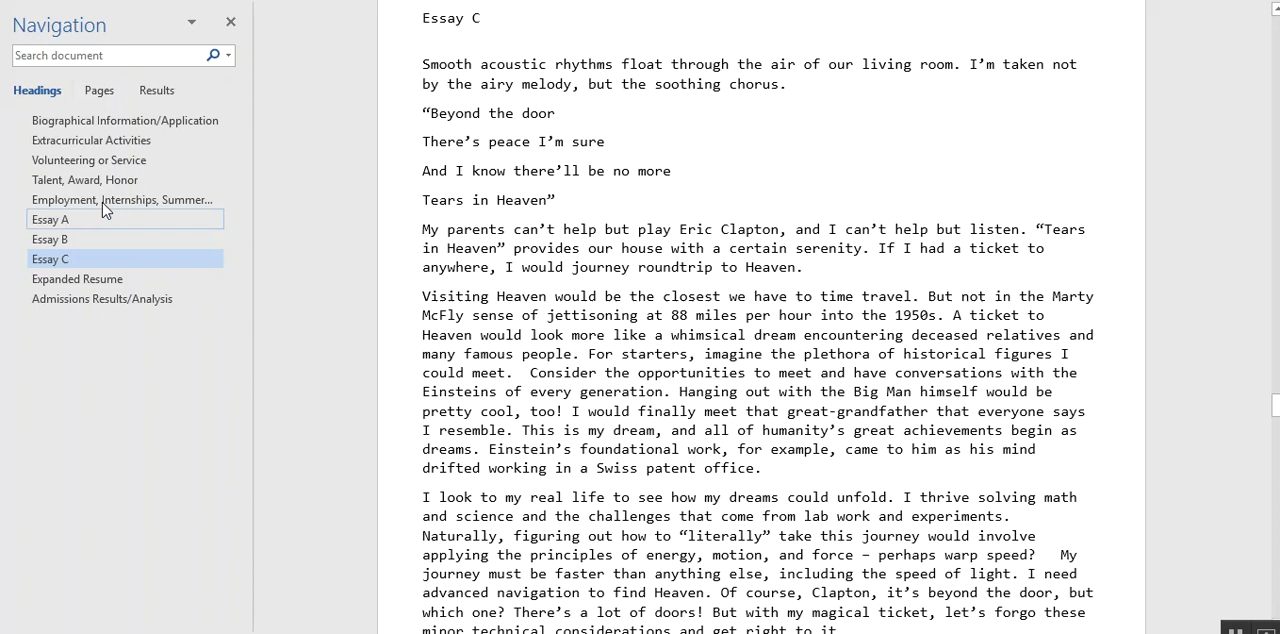 Navigation
Search document
Headings Pages Results
Biographical Information/Application
Extracurricular Activities
Volunteering or Service
Talent, Award, Honor
Employment, Internships, Summer...
Essay A
Essay B
Essay C
Expanded Resume
Admissions Results/Analysis
Essay C
Smooth acoustic rhythms float through the air of our living room. I’m taken not
by the airy melody, but the soothing chorus.
“Beyond the door
There’s peace I’m sure
And I know there’ll be no more
Tears in Heaven”
My parents can’t help but play Eric Clapton, and I can’t help but listen. “Tears
in Heaven” provides our house with a certain serenity. If I had a ticket to
anywhere, I would journey roundtrip to Heaven.
Visiting Heaven would be the closest we have to time travel. But not in the Marty
McFly sense of jettisoning at 88 miles per hour into the 1950s. A ticket to
Heaven would look more like a whimsical dream encountering deceased relatives and
many famous people. For starters, imagine the plethora of historical figures I
could meet.  Consider the opportunities to meet and have conversations with the
Einsteins of every generation. Hanging out with the Big Man himself would be
pretty cool, too! I would finally meet that great-grandfather that everyone says
I resemble. This is my dream, and all of humanity’s great achievements begin as
dreams. Einstein’s foundational work, for example, came to him as his mind
drifted working in a Swiss patent office.
I look to my real life to see how my dreams could unfold. I thrive solving math
and science and the challenges that come from lab work and experiments.
Naturally, figuring out how to “literally” take this journey would involve
applying the principles of energy, motion, and force – perhaps warp speed?   My
journey must be faster than anything else, including the speed of light. I need
advanced navigation to find Heaven. Of course, Clapton, it’s beyond the door, but
which one? There’s a lot of doors! But with my magical ticket, let’s forgo these
minor technical considerations and get right to it.